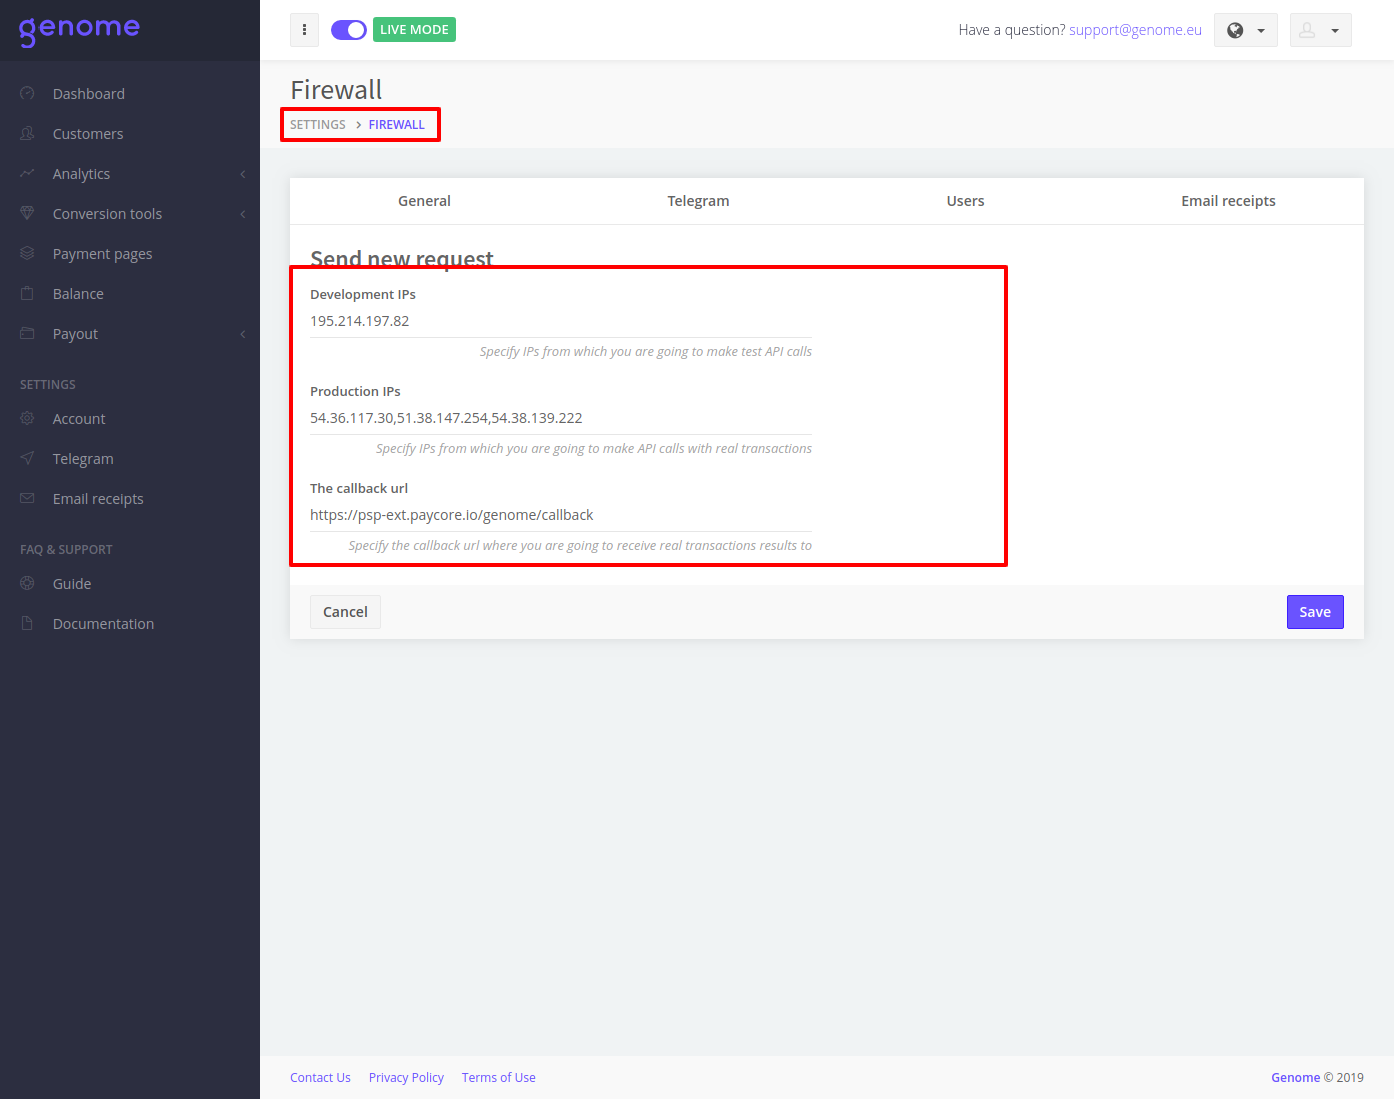 genome
LIVE MODE
Have a question? support@genome.eu
Dashboard
Customers
Analytics
Conversion tools
Payment pages
Balance
Payout
SETTINGS
Account
Telegram
Email receipts
FAQ & SUPPORT
Guide
Documentation
Firewall
SETTINGS > FIREWALL
General Telegram Users Email receipts
Send new request
Development IPs
195.214.197.82
Specify IPs from which you are going to make test API calls
Production IPs
54.36.117.30,51.38.147.254,54.38.139.222
Specify IPs from which you are going to make API calls with real transactions
The callback url
https://psp-ext.paycore.io/genome/callback
Specify the callback url where you are going to receive real transactions results to
Cancel Save
Contact Us Privacy Policy Terms of Use Genome © 2019